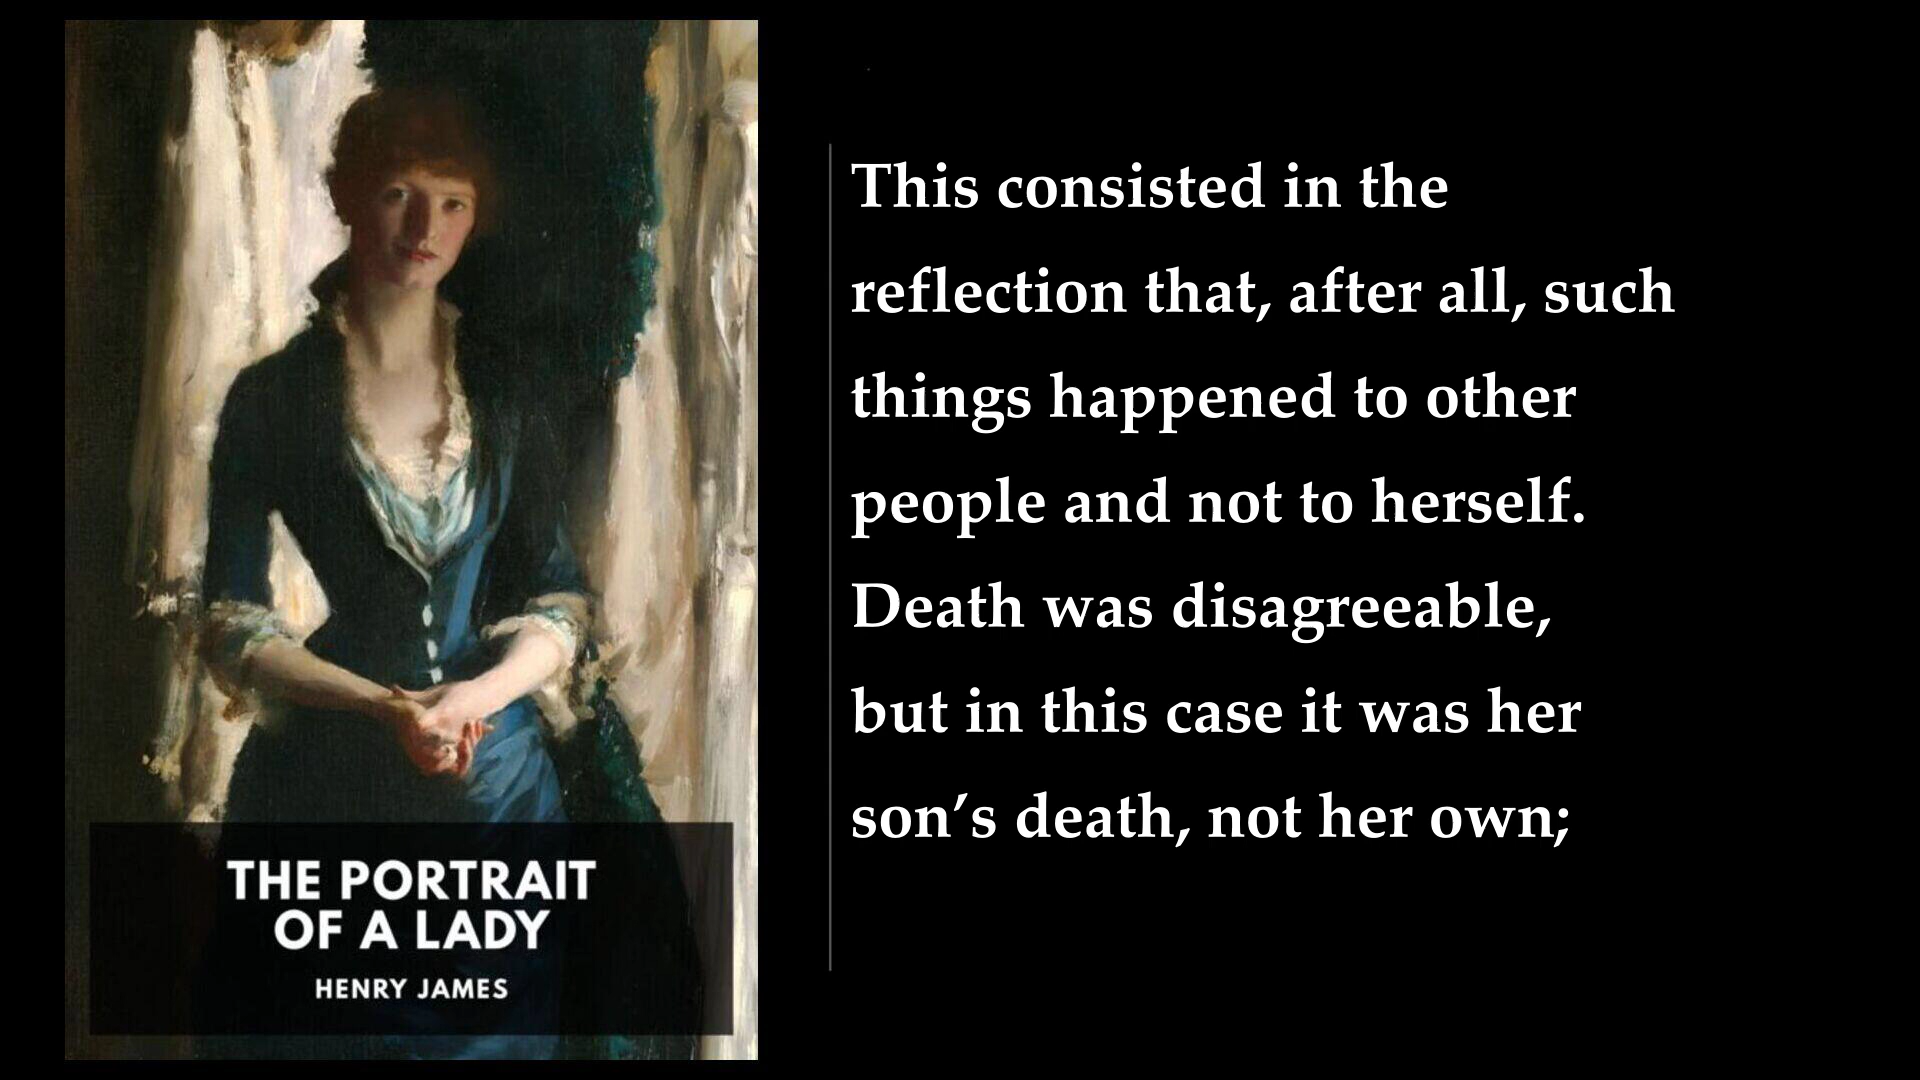 THE PORTRAIT
OF A LADY
HENRY JAMES
This consisted in the
reflection that, after all, such
things happened to other
people and not to herself.
Death was disagreeable,
but in this case it was her
son’s death, not her own;